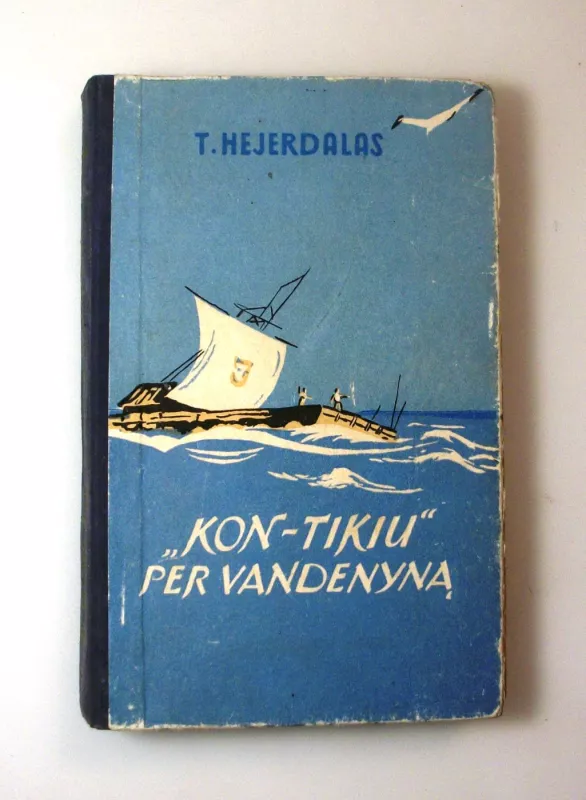 T. HEJERDALAS
„KON-TIKIU“
PER VANDENYNĄ